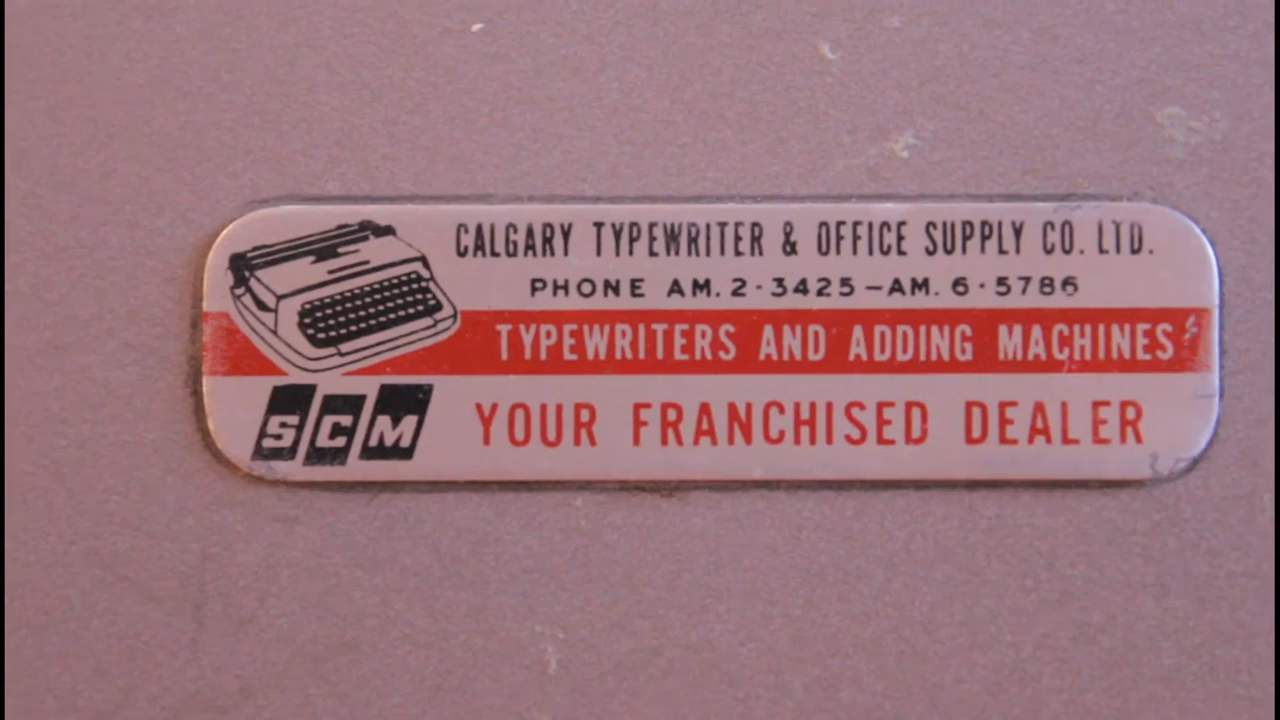 CALGARY TYPEWRITER & OFFICE SUPPLY CO. LTD.
PHONE AM. 2-3425-AM. 6-5786
TYPEWRITERS AND ADDING MACHINES
SCM
YOUR FRANCHISED DEALER